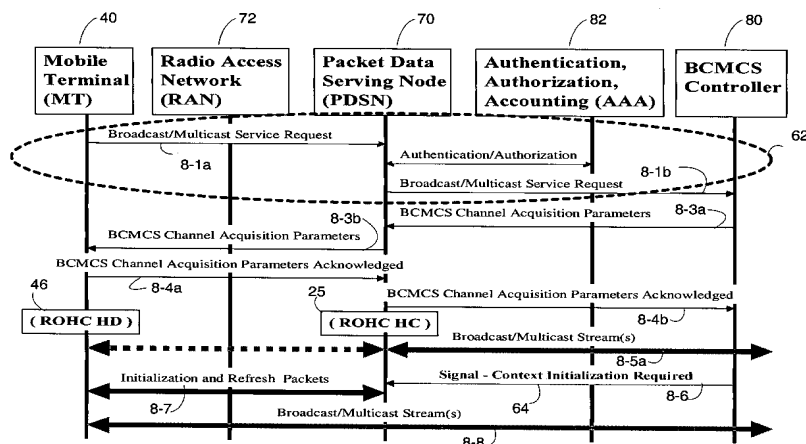 40
72
70
82
80
Mobile
Terminal
(MT)
Radio Access
Network
(RAN)
Packet Data
Serving Node
(PDSN)
Authentication,
Authorization,
Accounting (AAA)
BCMCS
Controller
62
Broadcast/Multicast Service Request
8-1a
Authentication/Authorization
8-1b
Broadcast/Multicast Service Request
8-3b
BCMCS Channel Acquisition Parameters
8-3a
BCMCS Channel Acquisition Parameters
BCMCS Channel Acquisition Parameters Acknowledged
8-4a
46
25
BCMCS Channel Acquisition Parameters Acknowledged
8-4b
(ROHC HD)
(ROHC HC)
Broadcast/Multicast Stream(s)
8-5a
Initialization and Refresh Packets
8-7
Signal - Context Initialization Required
64
8-6
Broadcast/Multicast Stream(s)
8-8